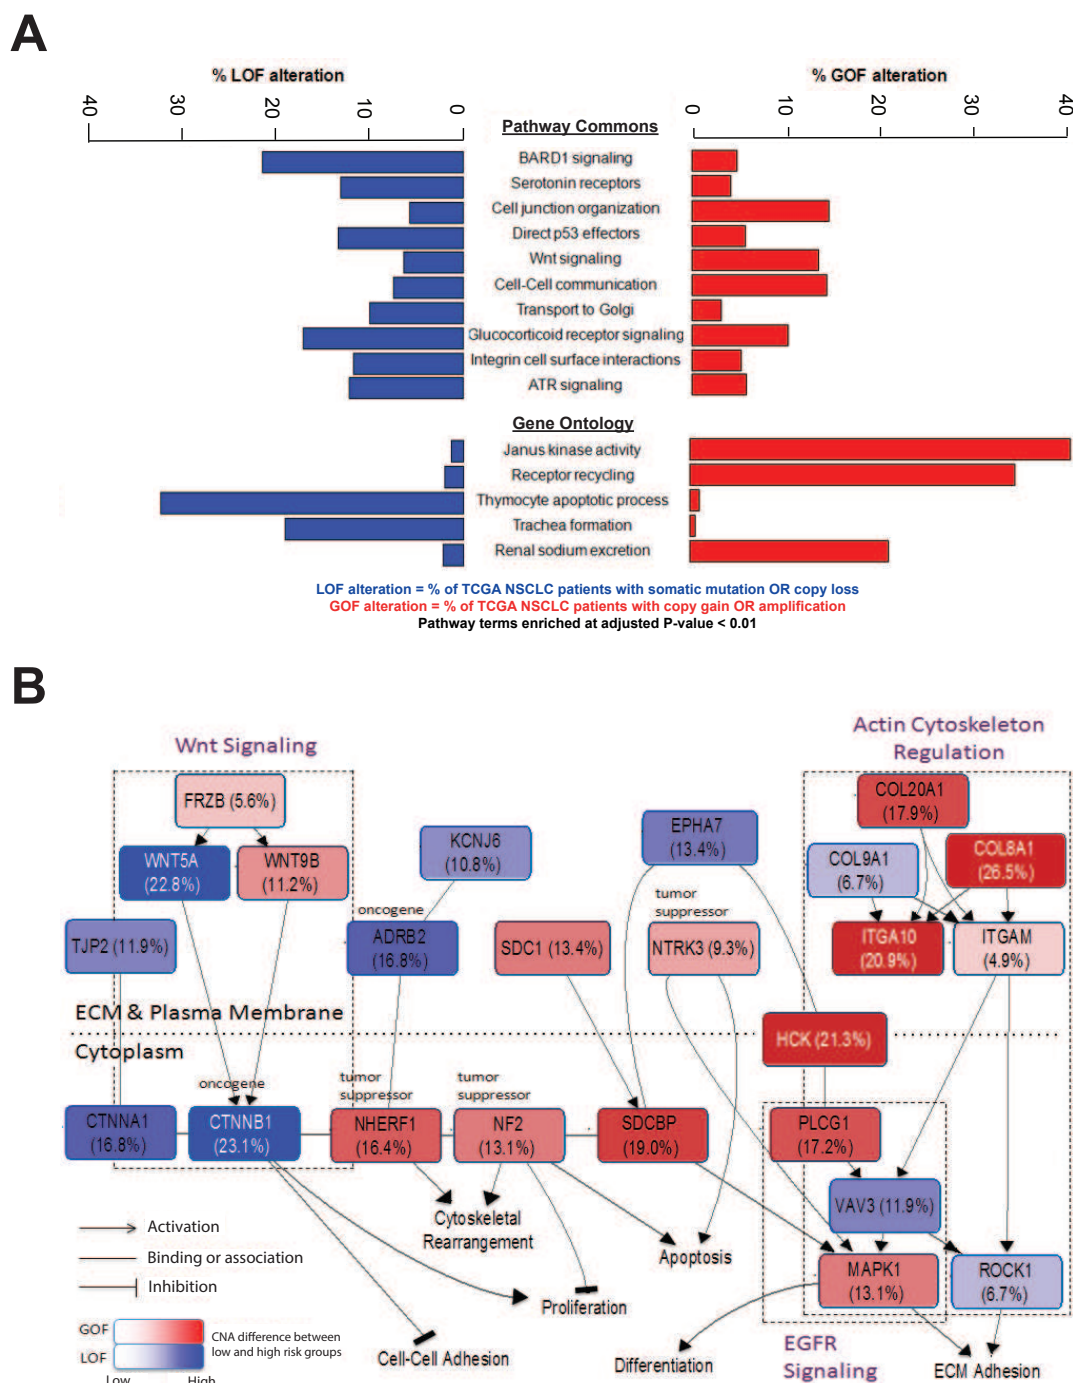 A
% LOF alteration
% GOF alteration
40 30 20 10 0
0 10 20 30 40
Pathway Commons
BARD1 signaling
Serotonin receptors
Cell junction organization
Direct p53 effectors
Wnt signaling
Cell-Cell communication
Transport to Golgi
Glucocorticoid receptor signaling
Integrin cell surface interactions
ATR signaling
Gene Ontology
Janus kinase activity
Receptor recycling
Thymocyte apoptotic process
Trachea formation
Renal sodium excretion
LOF alteration = % of TCGA NSCLC patients with somatic mutation OR copy loss
GOF alteration = % of TCGA NSCLC patients with copy gain OR amplification
Pathway terms enriched at adjusted P-value < 0.01
B
Wnt Signaling
Actin Cytoskeleton
Regulation
FRZB (5.6%)
COL20A1
(17.9%)
WNT5A
(22.8%)
WNT9B
(11.2%)
KCNJ6
(10.8%)
EPHA7
(13.4%)
COL9A1
(6.7%)
COL8A1
(26.5%)
TJP2 (11.9%)
oncogene
ADRB2
(16.8%)
SDC1 (13.4%)
tumor
suppressor
NTRK3 (9.3%)
ITGA10
(20.9%)
ITGAM
(4.9%)
ECM & Plasma Membrane
Cytoplasm
HCK (21.3%)
CTNNA1
(16.8%)
oncogene
CTNNB1
(23.1%)
tumor
suppressor
NHERF1
(16.4%)
tumor
suppressor
NF2
(13.1%)
SDCBP
(19.0%)
PLCG1
(17.2%)
VAV3 (11.9%)
MAPK1
(13.1%)
ROCK1
(6.7%)
Cytoskeletal
Rearrangement
Apoptosis
Proliferation
Cell-Cell Adhesion
Differentiation
EGFR
Signaling
ECM Adhesion
Activation
Binding or association
Inhibition
GOF
LOF
CNA difference between
low and high risk groups
Low High